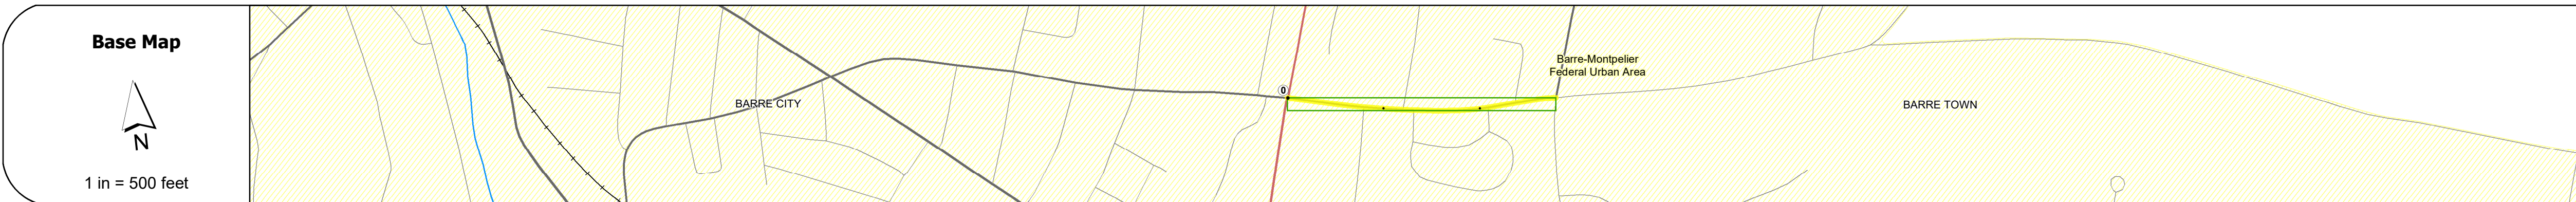 Base Map
N
1 in = 500 feet
BARRE CITY
0
Barre-Montpelier
Federal Urban Area
BARRE TOWN